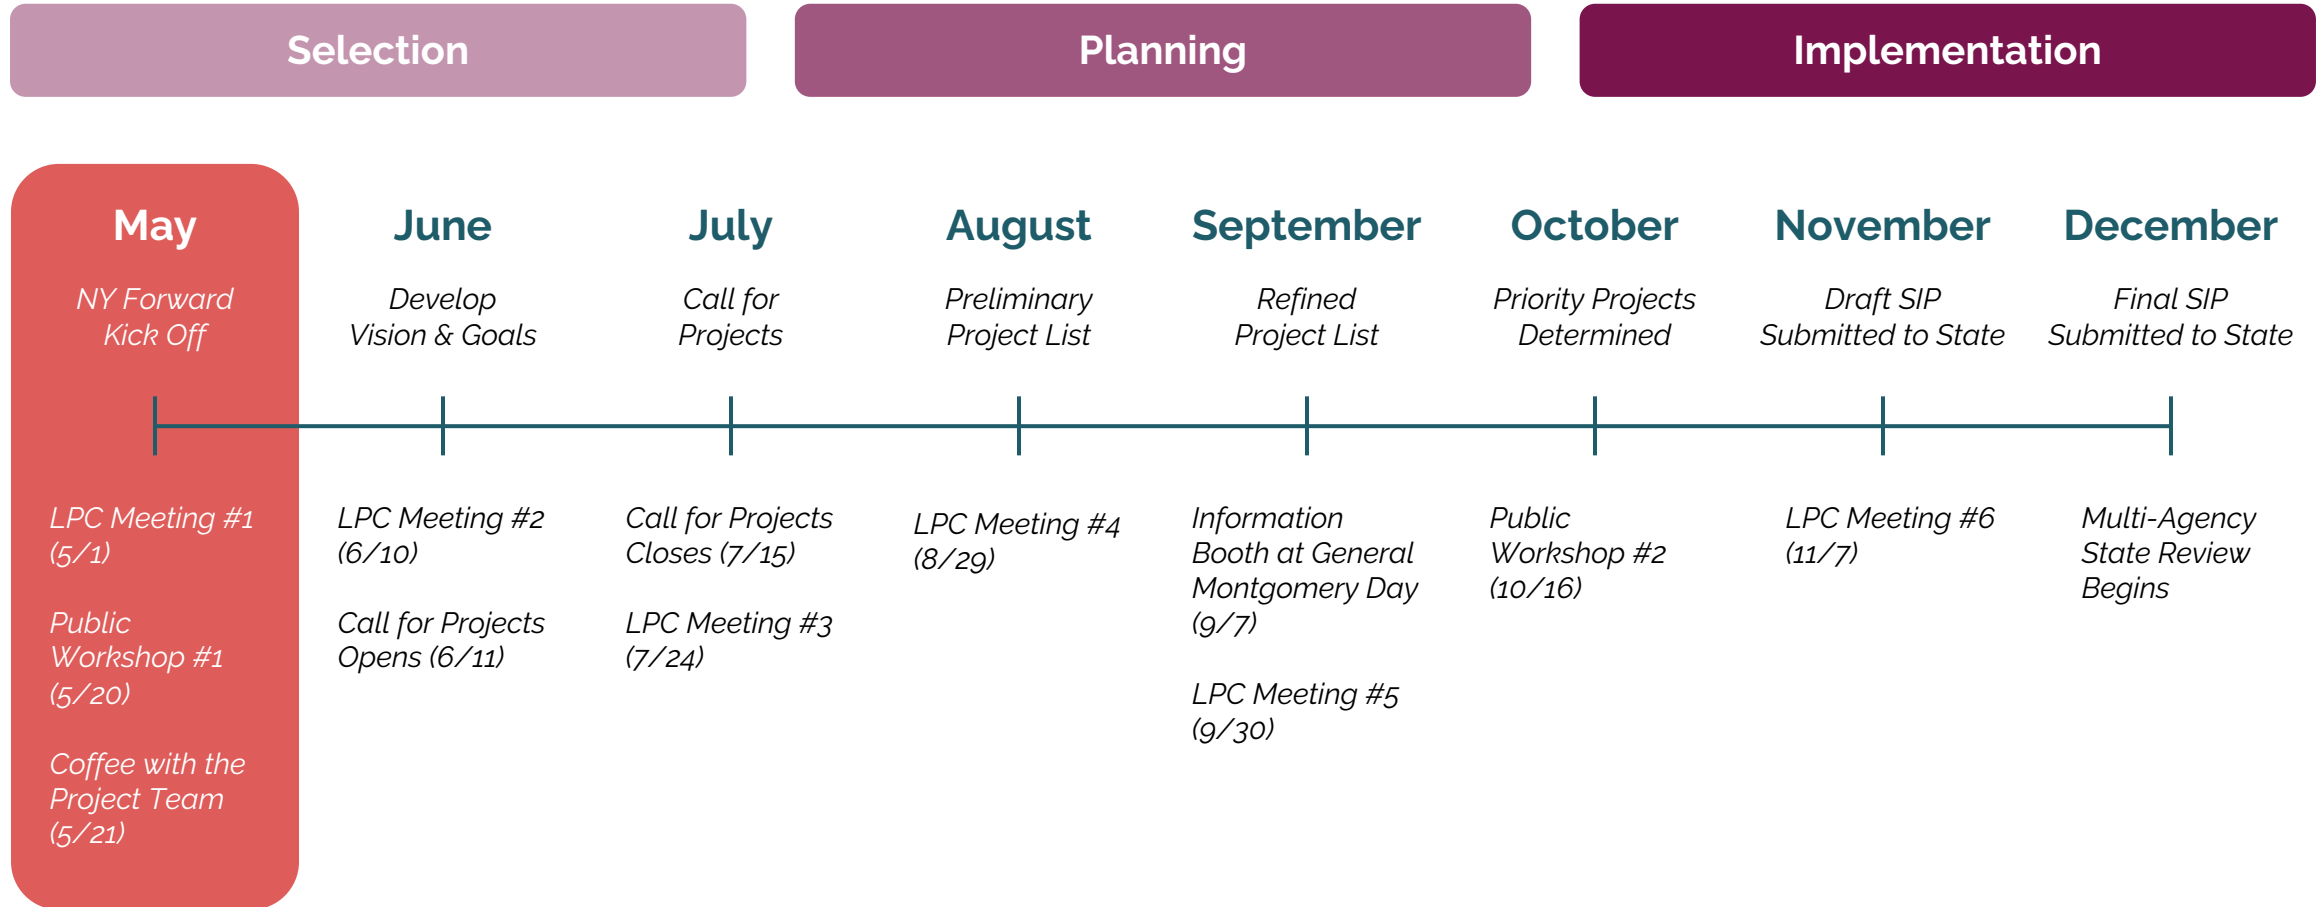 Selection
Planning
Implementation
May
NY Forward
Kick Off
LPC Meeting #1
(5/1)
Public
Workshop #1
(5/20)
Coffee with the
Project Team
(5/21)
June
Develop
Vision & Goals
LPC Meeting #2
(6/10)
Call for Projects
Opens (6/11)
July
Call for
Projects
Call for Projects
Closes (7/15)
LPC Meeting #3
(7/24)
August
Preliminary
Project List
LPC Meeting #4
(8/29)
September
Refined
Project List
Information
Booth at General
Montgomery Day
(9/7)
LPC Meeting #5
(9/30)
October
Priority Projects
Determined
Public
Workshop #2
(10/16)
November
Draft SIP
Submitted to State
LPC Meeting #6
(11/7)
December
Final SIP
Submitted to State
Multi-Agency
State Review
Begins